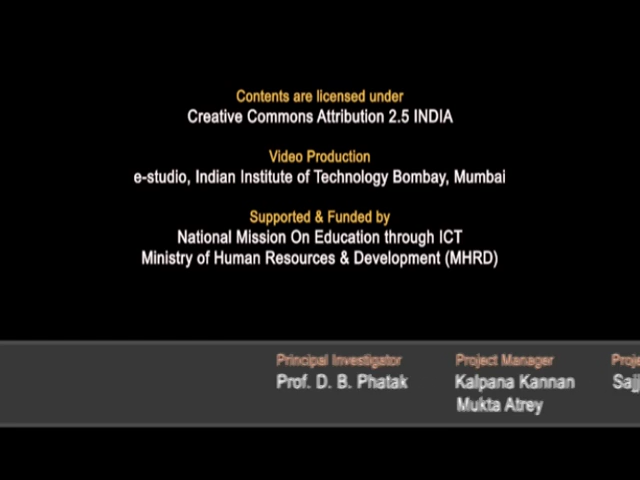 Contents are licensed under
Creative Commons Attribution 2.5 INDIA
Video Production
e-studio, Indian Institute of Technology Bombay, Mumbai
Supported & Funded by
National Mission On Education through ICT
Ministry of Human Resources & Development (MHRD)
Principal Investigator
Prof. D. B. Phatak
Project Manager
Kalpana Kannan
Mukta Atrey